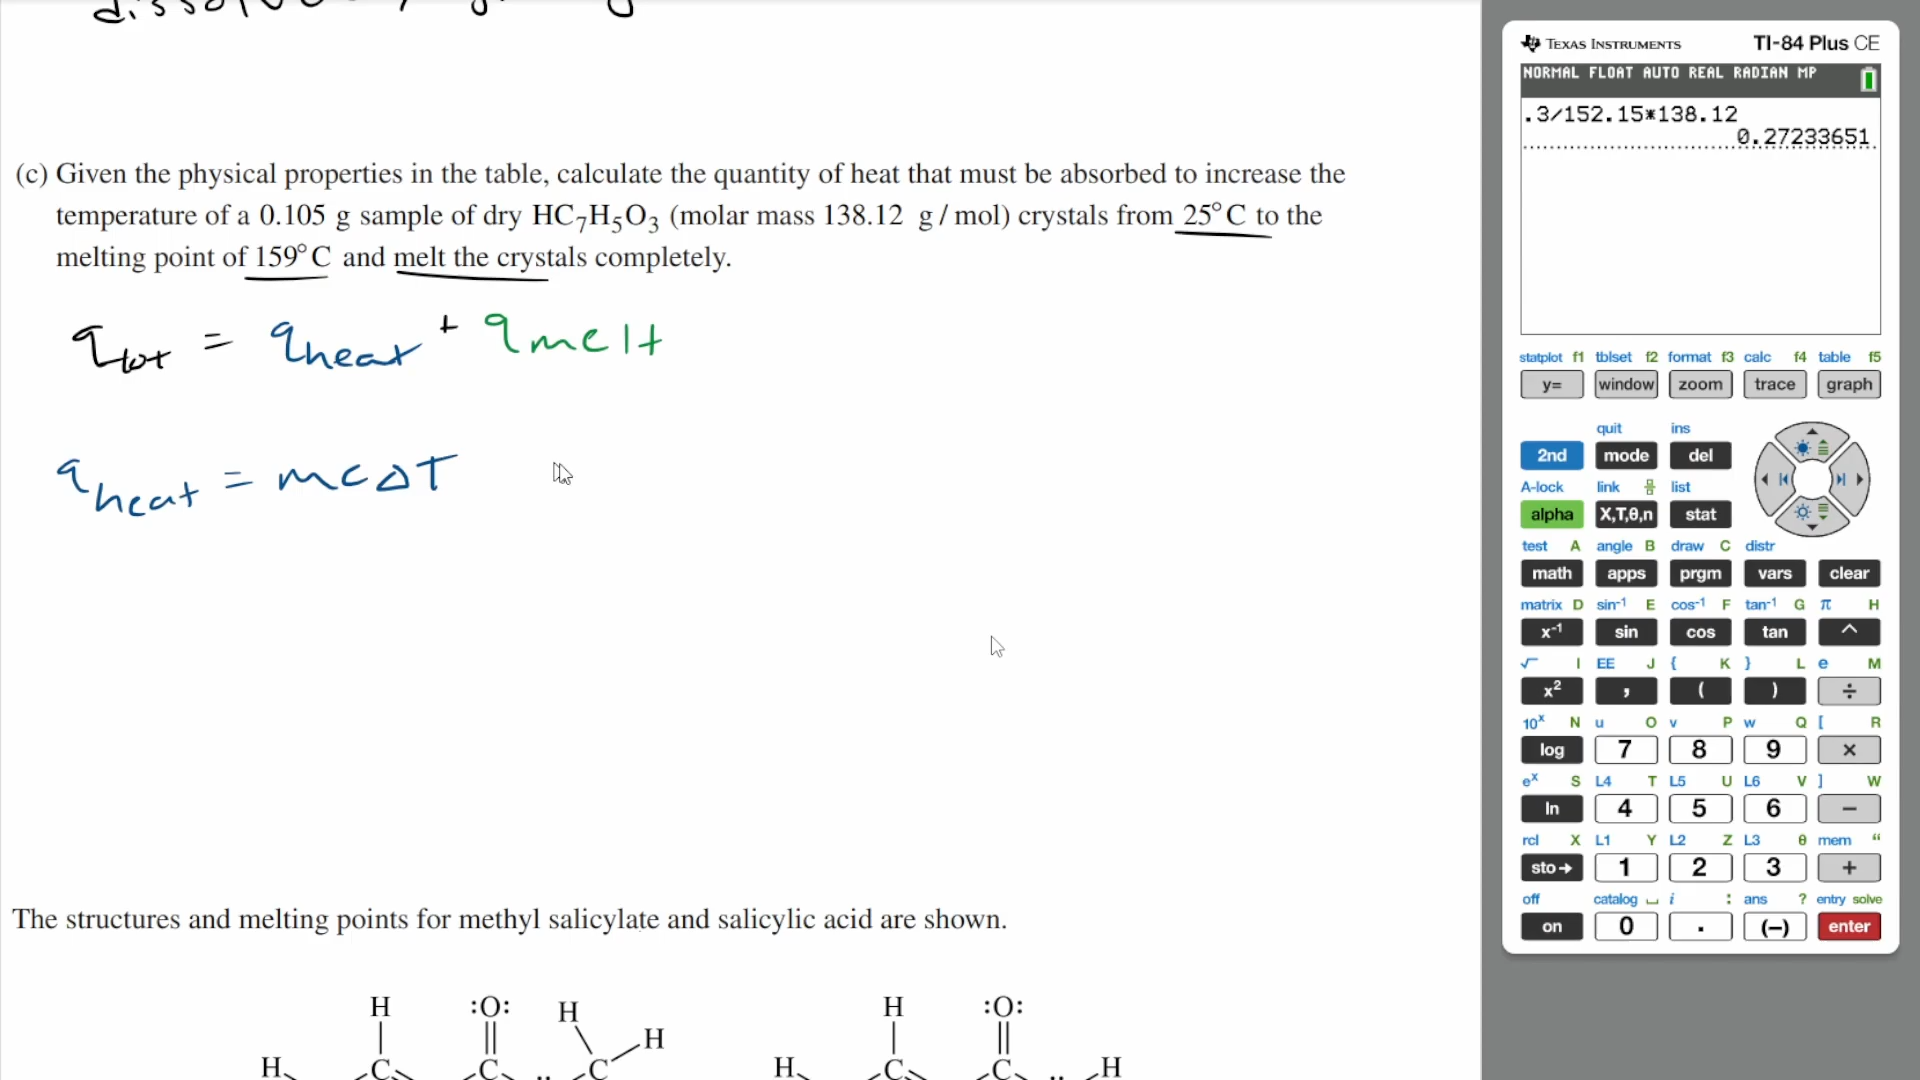 (c) Given the physical properties in the table, calculate the quantity of heat that must be absorbed to increase the
temperature of a 0.105 g sample of dry HC₇H₅O₃ (molar mass 138.12 g / mol) crystals from 25°C to the
melting point of 159°C and melt the crystals completely.
q_tot = q_heat + q_melt
q_heat = mcΔT
The structures and melting points for methyl salicylate and salicylic acid are shown.
H :O: H H :O:
H H
H C C C H C C H
TEXAS INSTRUMENTS TI-84 Plus CE
NORMAL FLOAT AUTO REAL RADIAN MP
.3/152.15*138.12
0.27233651
statplot f1 tblset f2 format f3 calc f4 table f5
y= window zoom trace graph
quit ins
2nd mode del
A-lock link list
alpha X,T,θ,n stat
test A angle B draw C distr
math apps prgm vars clear
matrix D sin⁻¹ E cos⁻¹ F tan⁻¹ G π H
x⁻¹ sin cos tan ^
√ I EE J { K } L e M
x² , ( ) ÷
10ˣ N u O v P w Q [ R
log 7 8 9 ×
eˣ S L4 T L5 U L6 V ] W
ln 4 5 6 −
rcl X L1 Y L2 Z L3 θ mem “
sto→ 1 2 3 +
off catalog ⎵ i : ans ? entry solve
on 0 . (−) enter